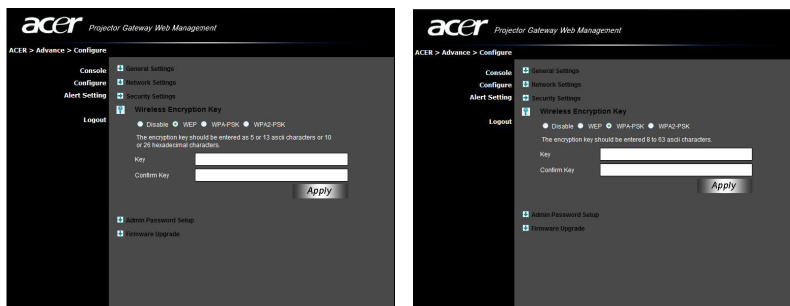 acer Projector Gateway Web Management
ACER > Advance > Configure
Console
Configure
Alert Setting
Logout
General Settings
Network Settings
Security Settings
Wireless Encryption Key
Disable WEP WPA-PSK WPA2-PSK
The encryption key should be entered as 5 or 13 ascii characters or 10
or 26 hexadecimal characters.
Key
Confirm Key
Apply
Admin Password Setup
Firmware Upgrade
acer Projector Gateway Web Management
ACER > Advance > Configure
Console
Configure
Alert Setting
Logout
General Settings
Network Settings
Security Settings
Wireless Encryption Key
Disable WEP WPA-PSK WPA2-PSK
The encryption key should be entered 8 to 63 ascii characters.
Key
Confirm Key
Apply
Admin Password Setup
Firmware Upgrade